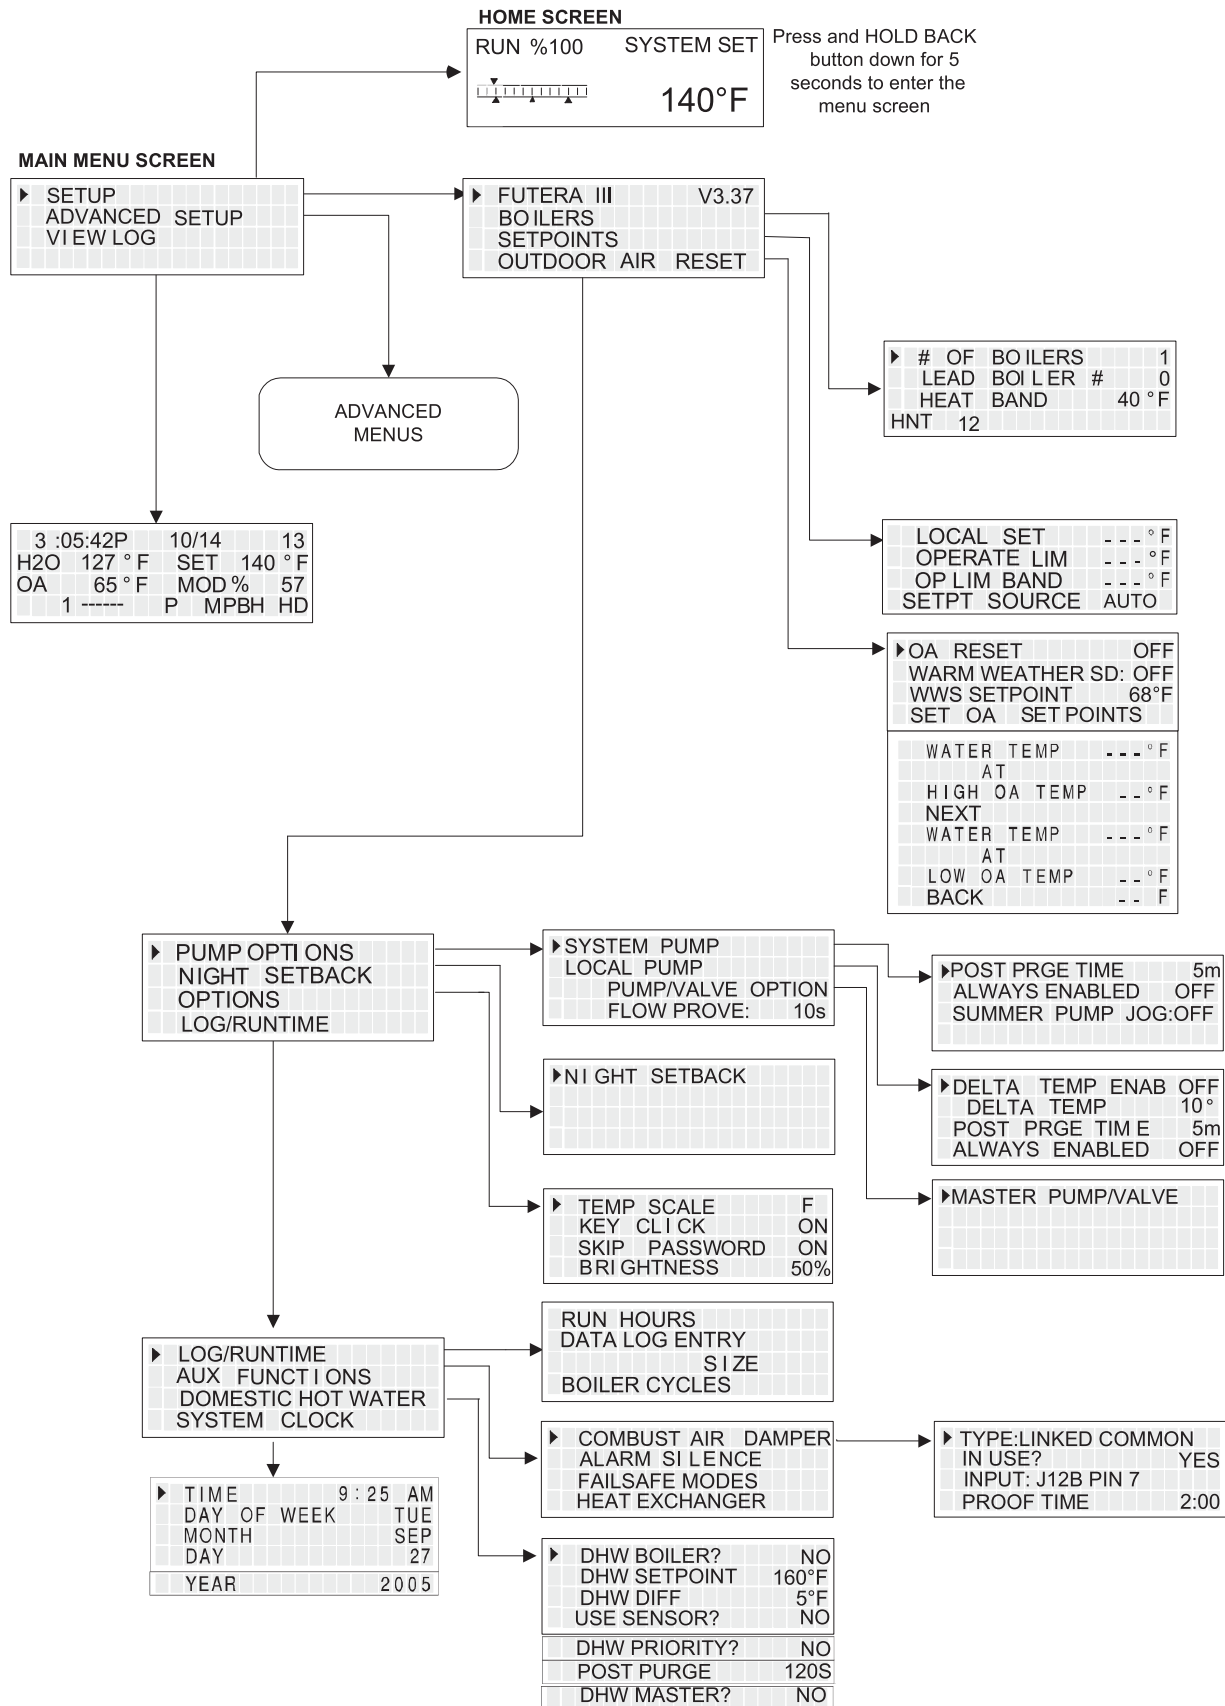 HOME SCREEN
RUN %100 SYSTEM SET
140°F
Press and HOLD BACK
button down for 5
seconds to enter the
menu screen
MAIN MENU SCREEN
SETUP
ADVANCED SETUP
VIEW LOG
FUTERA III V3.37
BOILERS
SETPOINTS
OUTDOOR AIR RESET
ADVANCED
MENUS
# OF BOILERS 1
LEAD BOILER # 0
HEAT BAND 40 °F
HNT 12
3 :05:42P 10/14 13
H2O 127 °F SET 140 °F
OA 65 °F MOD % 57
1 ------ P MPBH HD
LOCAL SET - - - °F
OPERATE LIM - - - °F
OP LIM BAND - - - °F
SETPT SOURCE AUTO
OA RESET OFF
WARM WEATHER SD: OFF
WWS SETPOINT 68°F
SET OA SET POINTS
WATER TEMP - - - °F
AT
HIGH OA TEMP - - °F
NEXT
WATER TEMP - - - °F
AT
LOW OA TEMP - - °F
BACK - - F
PUMP OPTIONS
NIGHT SETBACK
OPTIONS
LOG/RUNTIME
SYSTEM PUMP
LOCAL PUMP
PUMP/VALVE OPTION
FLOW PROVE: 10s
POST PRGE TIME 5m
ALWAYS ENABLED OFF
SUMMER PUMP JOG:OFF
NIGHT SETBACK
DELTA TEMP ENAB OFF
DELTA TEMP 10°
POST PRGE TIME 5m
ALWAYS ENABLED OFF
TEMP SCALE F
KEY CLICK ON
SKIP PASSWORD ON
BRIGHTNESS 50%
MASTER PUMP/VALVE
LOG/RUNTIME
AUX FUNCTIONS
DOMESTIC HOT WATER
SYSTEM CLOCK
RUN HOURS
DATA LOG ENTRY
SIZE
BOILER CYCLES
COMBUST AIR DAMPER
ALARM SILENCE
FAILSAFE MODES
HEAT EXCHANGER
TYPE:LINKED COMMON
IN USE? YES
INPUT: J12B PIN 7
PROOF TIME 2:00
TIME 9:25 AM
DAY OF WEEK TUE
MONTH SEP
DAY 27
YEAR 2005
DHW BOILER? NO
DHW SETPOINT 160°F
DHW DIFF 5°F
USE SENSOR? NO
DHW PRIORITY? NO
POST PURGE 120S
DHW MASTER? NO